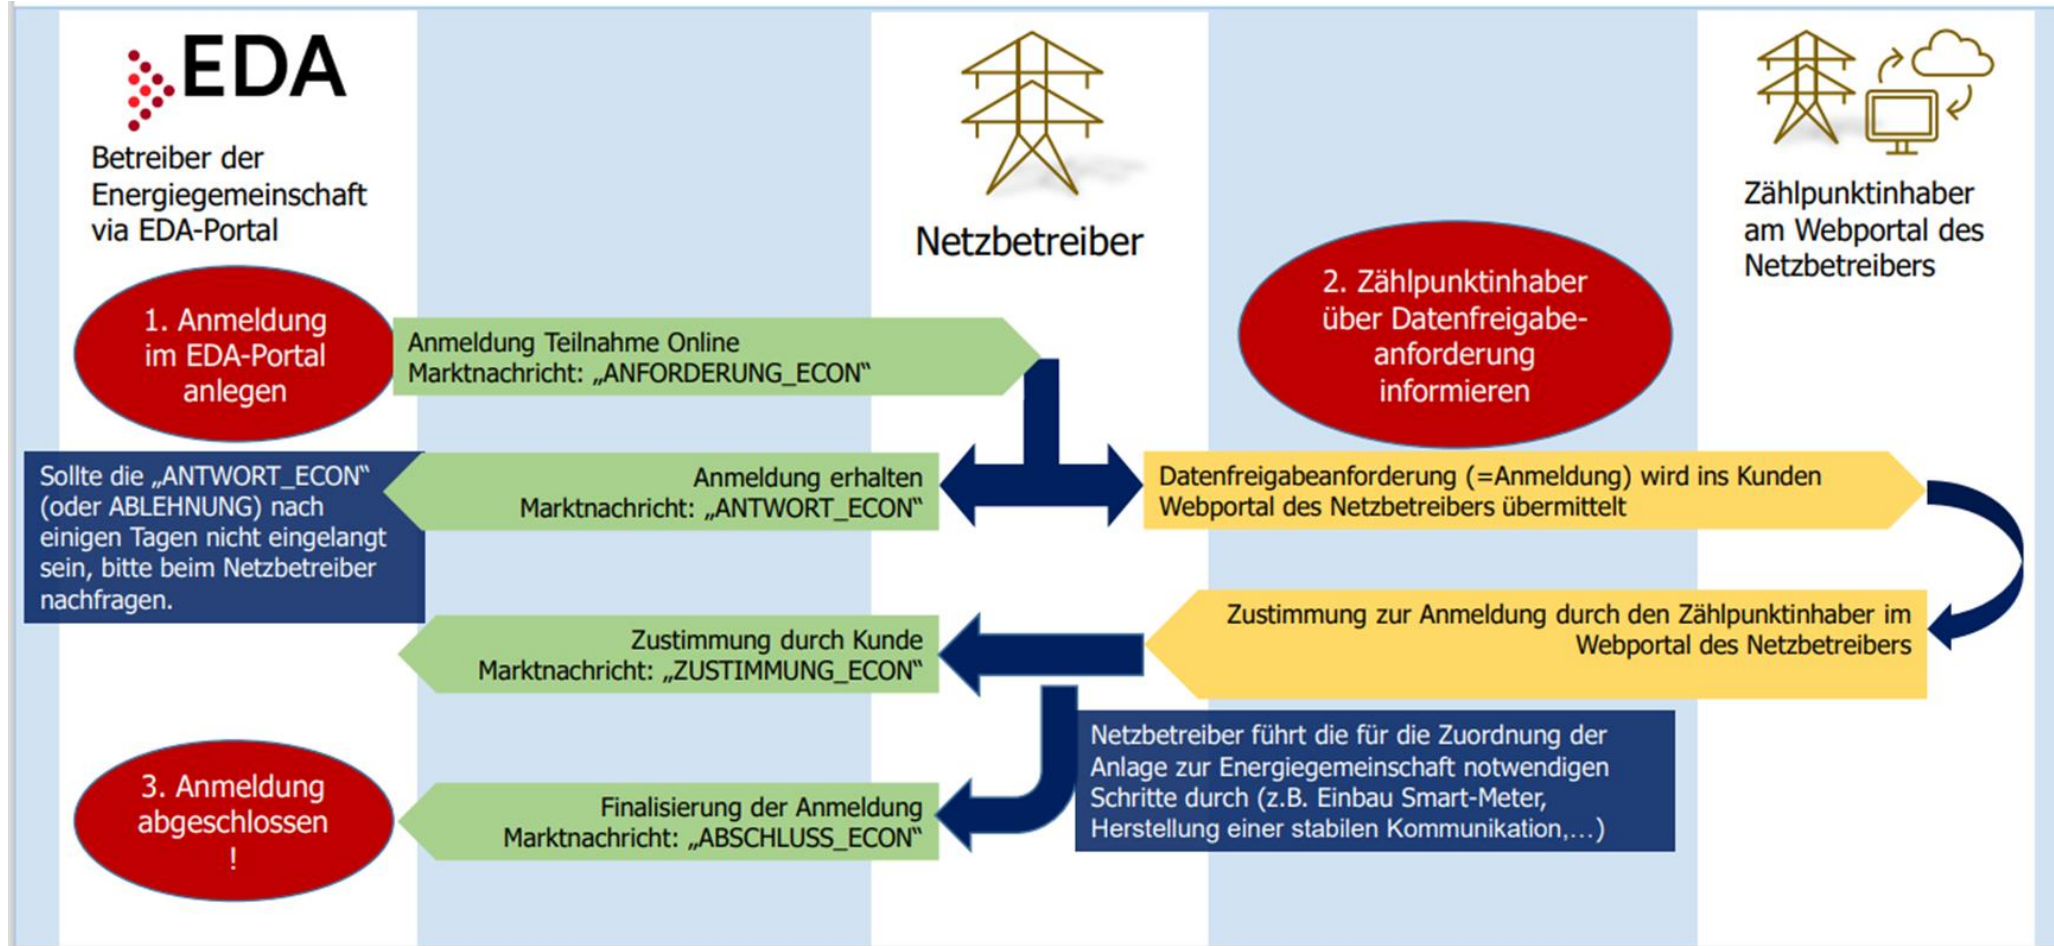 EDA
Betreiber der
Energiegemeinschaft
via EDA-Portal
Netzbetreiber
Zählpunktinhaber
am Webportal des
Netzbetreibers
1. Anmeldung
im EDA-Portal
anlegen
Anmeldung Teilnahme Online
Marktnachricht: „ANFORDERUNG_ECON“
2. Zählpunktinhaber
über Datenfreigabe-
anforderung
informieren
Sollte die „ANTWORT_ECON“
(oder ABLEHNUNG) nach
einigen Tagen nicht eingelangt
sein, bitte beim Netzbetreiber
nachfragen.
Anmeldung erhalten
Marktnachricht: „ANTWORT_ECON“
Datenfreigabeanforderung (=Anmeldung) wird ins Kunden
Webportal des Netzbetreibers übermittelt
Zustimmung zur Anmeldung durch den Zählpunktinhaber im
Webportal des Netzbetreibers
Zustimmung durch Kunde
Marktnachricht: „ZUSTIMMUNG_ECON“
Netzbetreiber führt die für die Zuordnung der
Anlage zur Energiegemeinschaft notwendigen
Schritte durch (z.B. Einbau Smart-Meter,
Herstellung einer stabilen Kommunikation,…)
3. Anmeldung
abgeschlossen
!
Finalisierung der Anmeldung
Marktnachricht: „ABSCHLUSS_ECON“